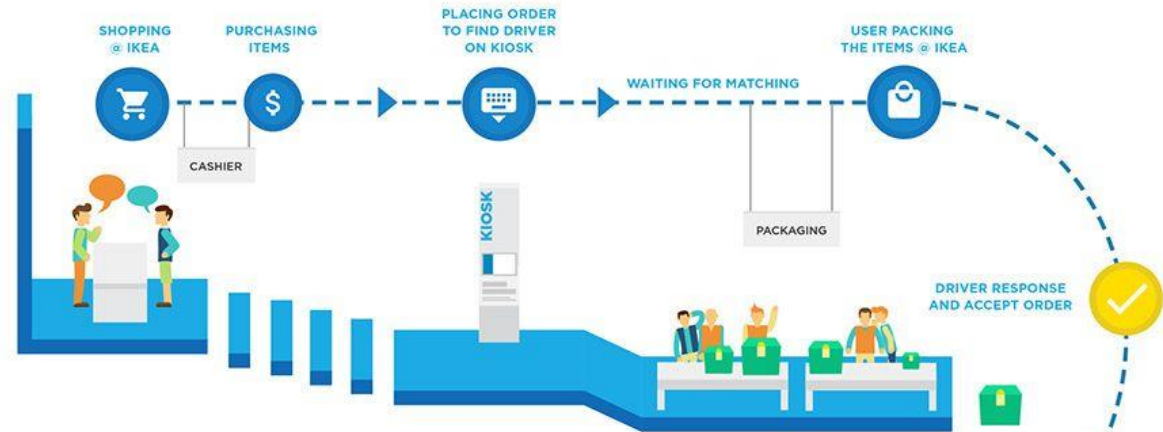 SHOPPING
@ IKEA
PURCHASING
ITEMS
PLACING ORDER
TO FIND DRIVER
ON KIOSK
WAITING FOR MATCHING
USER PACKING
THE ITEMS @ IKEA
$
CASHIER
KIOSK
PACKAGING
DRIVER RESPONSE
AND ACCEPT ORDER